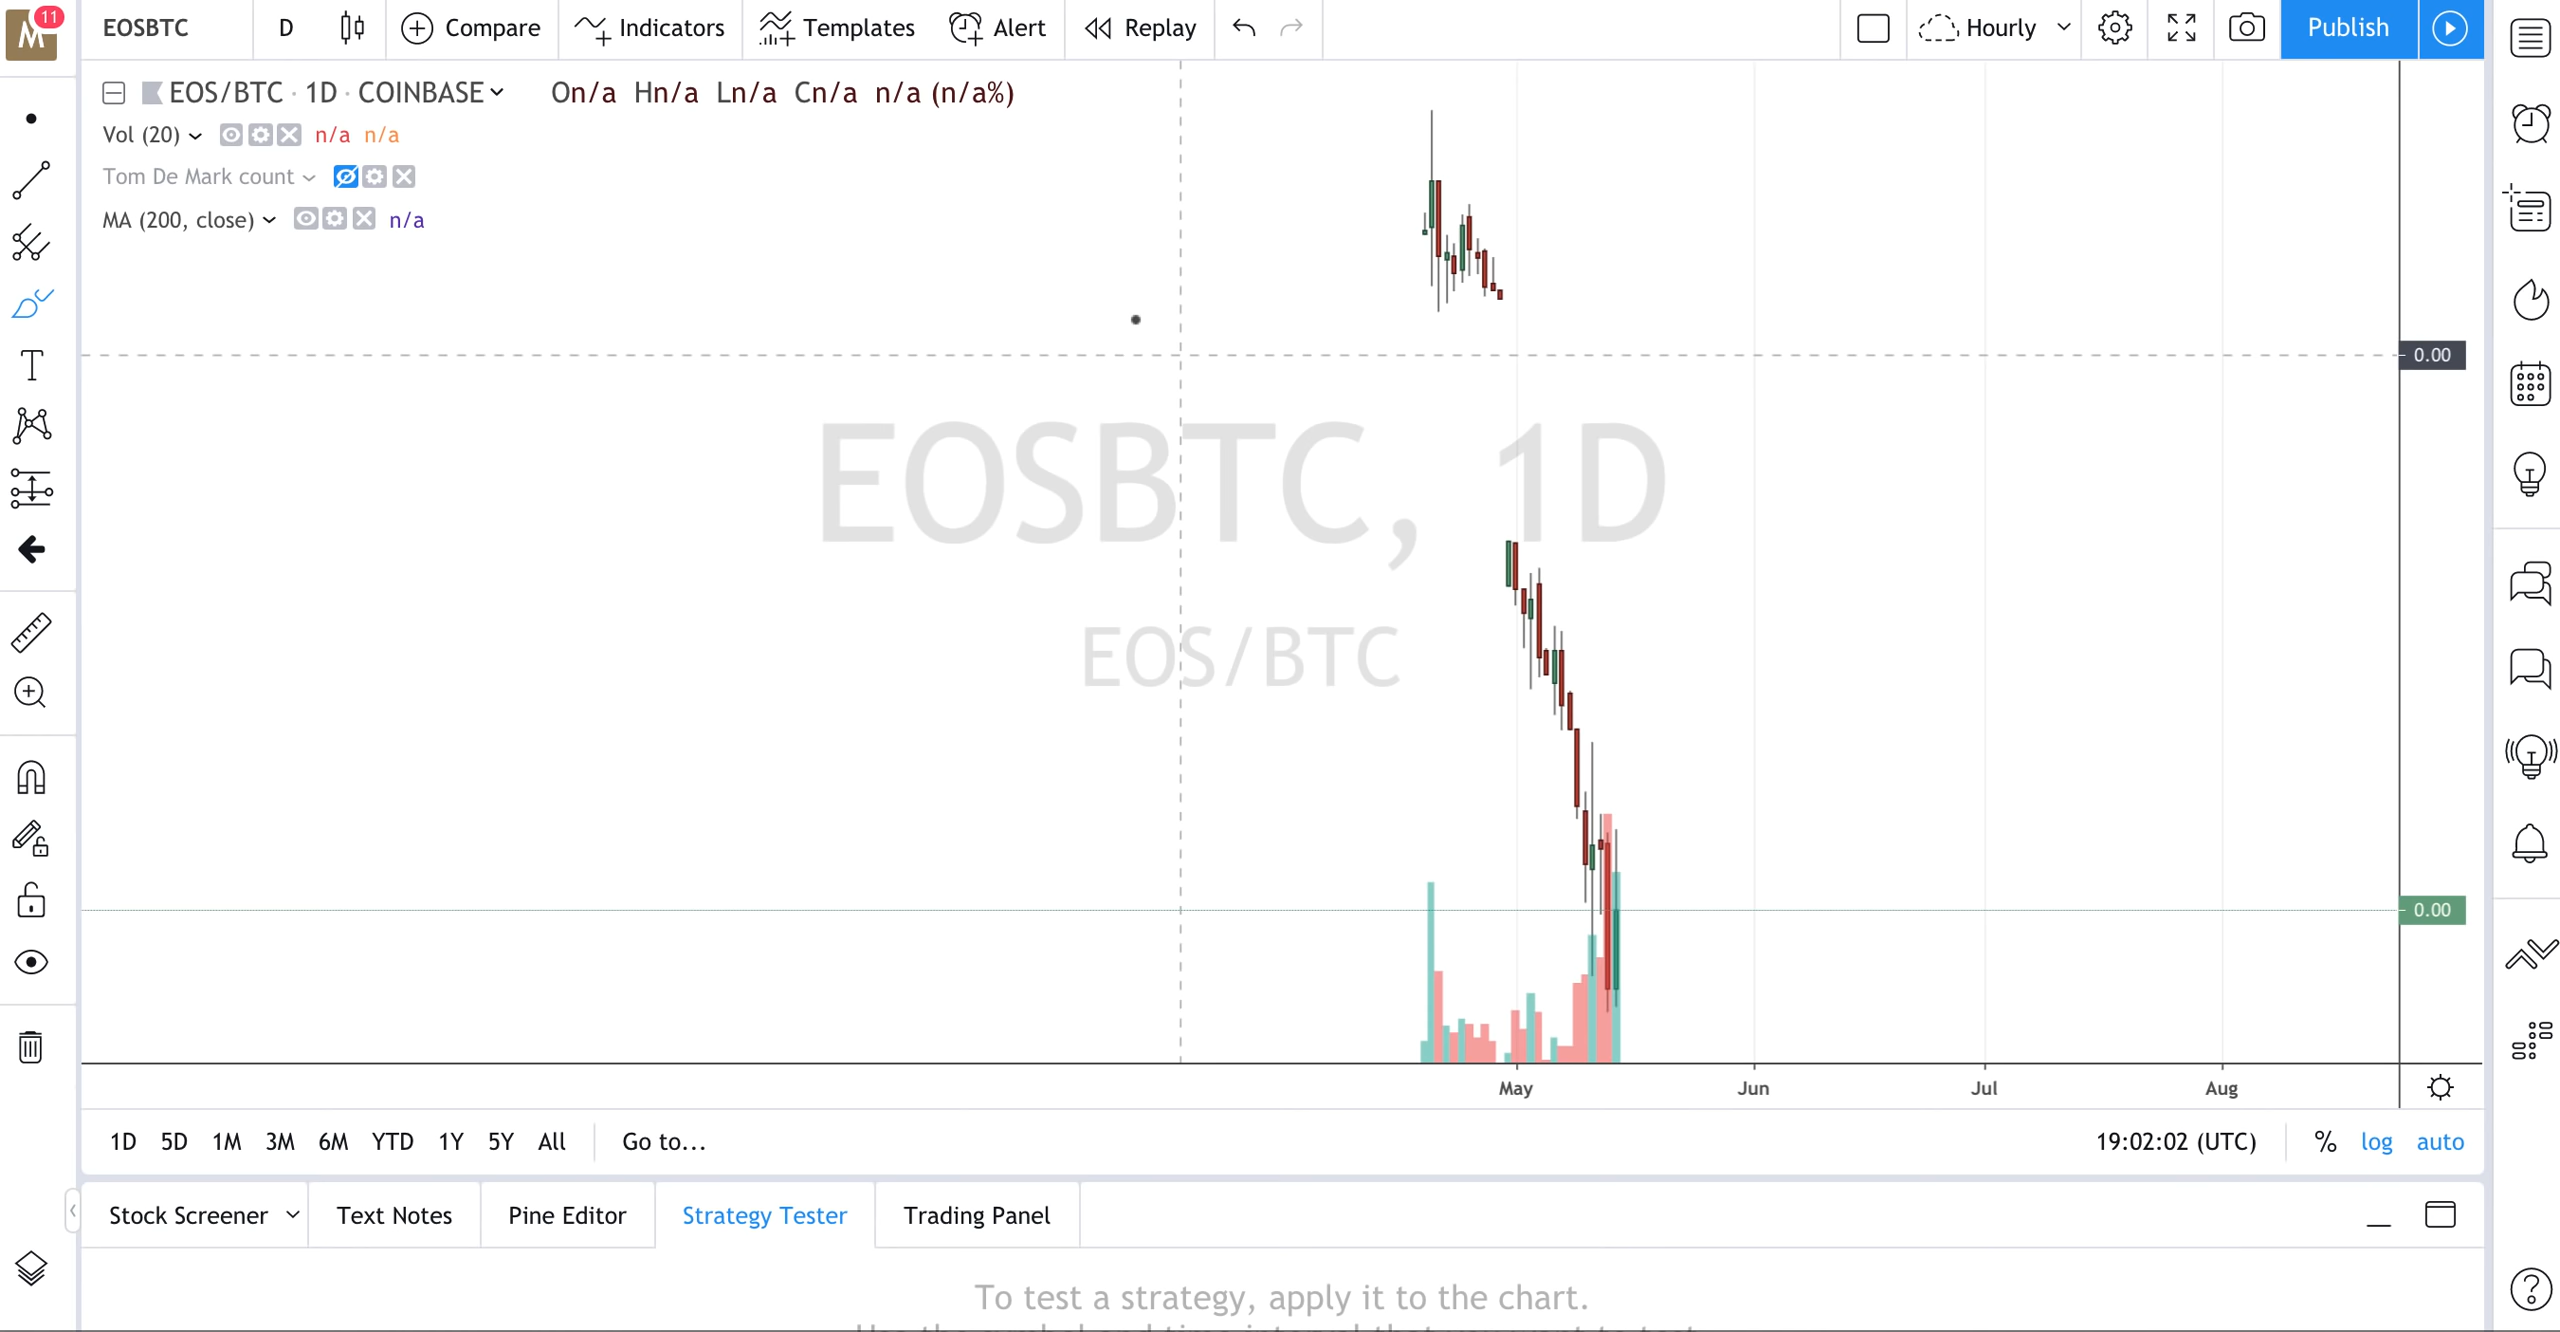 11
M
EOSBTC
D
Compare
Indicators
Templates
Alert
Replay
Hourly
Publish
EOS/BTC · 1D · COINBASE
On/a Hn/a Ln/a Cn/a n/a (n/a%)
Vol (20)
n/a n/a
Tom De Mark count
MA (200, close)
n/a
0.00
EOSBTC, 1D
EOS/BTC
0.00
May
Jun
Jul
Aug
1D 5D 1M 3M 6M YTD 1Y 5Y All
Go to...
19:02:02 (UTC)
% log auto
Stock Screener
Text Notes
Pine Editor
Strategy Tester
Trading Panel
To test a strategy, apply it to the chart.